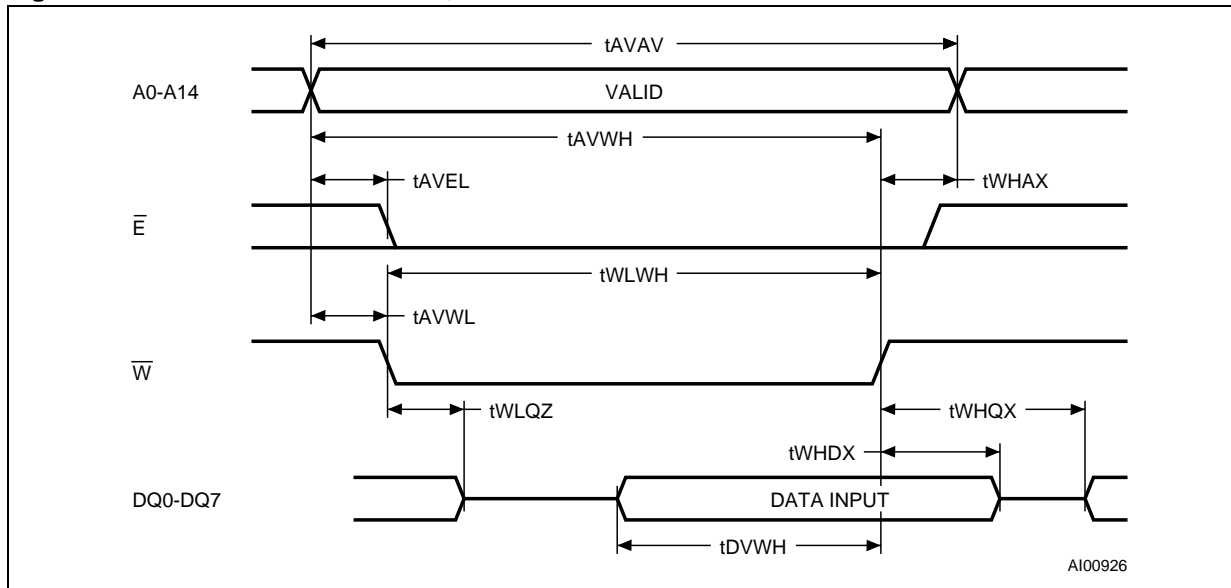 tAVAV
A0-A14
VALID
tAVWH
tAVEL
tWHAX
E̅
tWLWH
tAVWL
W̅
tWLQZ
tWHQX
tWHDX
DQ0-DQ7
DATA INPUT
tDVWH
AI00926